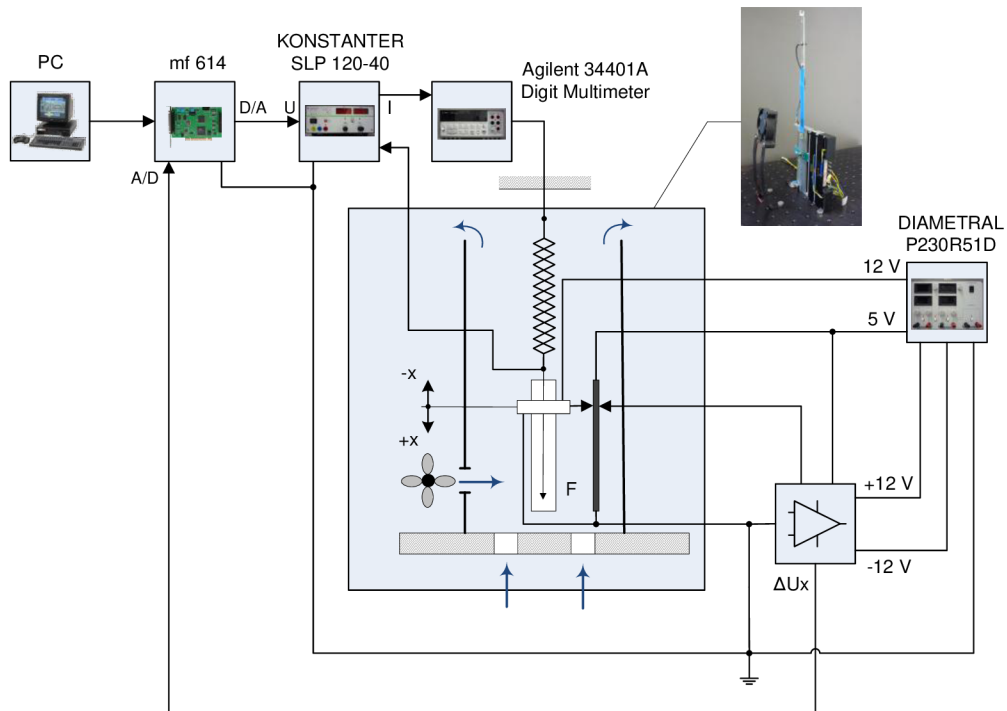 PC
mf 614
KONSTANTER
SLP 120-40
Agilent 34401A
Digit Multimeter
D/A
U
I
A/D
DIAMETRAL
P230R51D
12 V
5 V
-x
+x
F
+12 V
-12 V
ΔUx